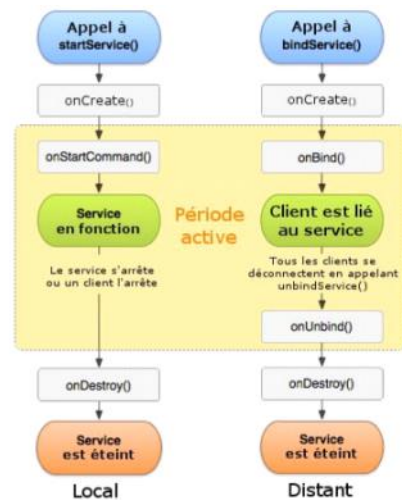 Appel à
startService()
onCreate()
onStartCommand()
Service
en fonction
Le service s'arrête
ou un client l'arrête
onDestroy()
Service
est éteint
Local
Période
active
Appel à
bindService()
onCreate()
onBind()
Client est lié
au service
Tous les clients se
déconnectent en appelant
unbindService()
onUnbind()
onDestroy()
Service
est éteint
Distant